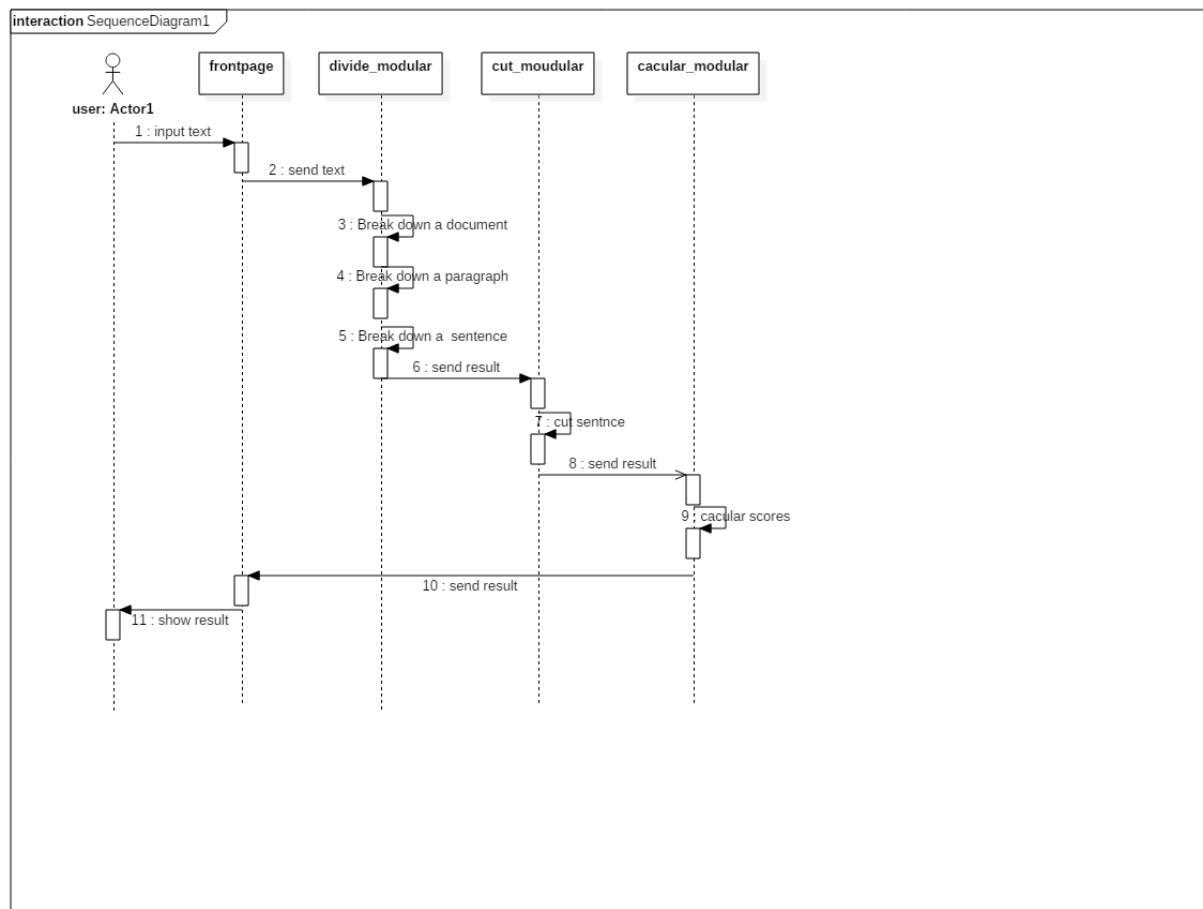 interaction SequenceDiagram1
frontpage
divide_modular
cut_moudular
cacular_modular
user: Actor1
1 : input text
2 : send text
3 : Break down a document
4 : Break down a paragraph
5 : Break down a  sentence
6 : send result
7 : cut sentnce
8 : send result
9 : cacular scores
10 : send result
11 : show result